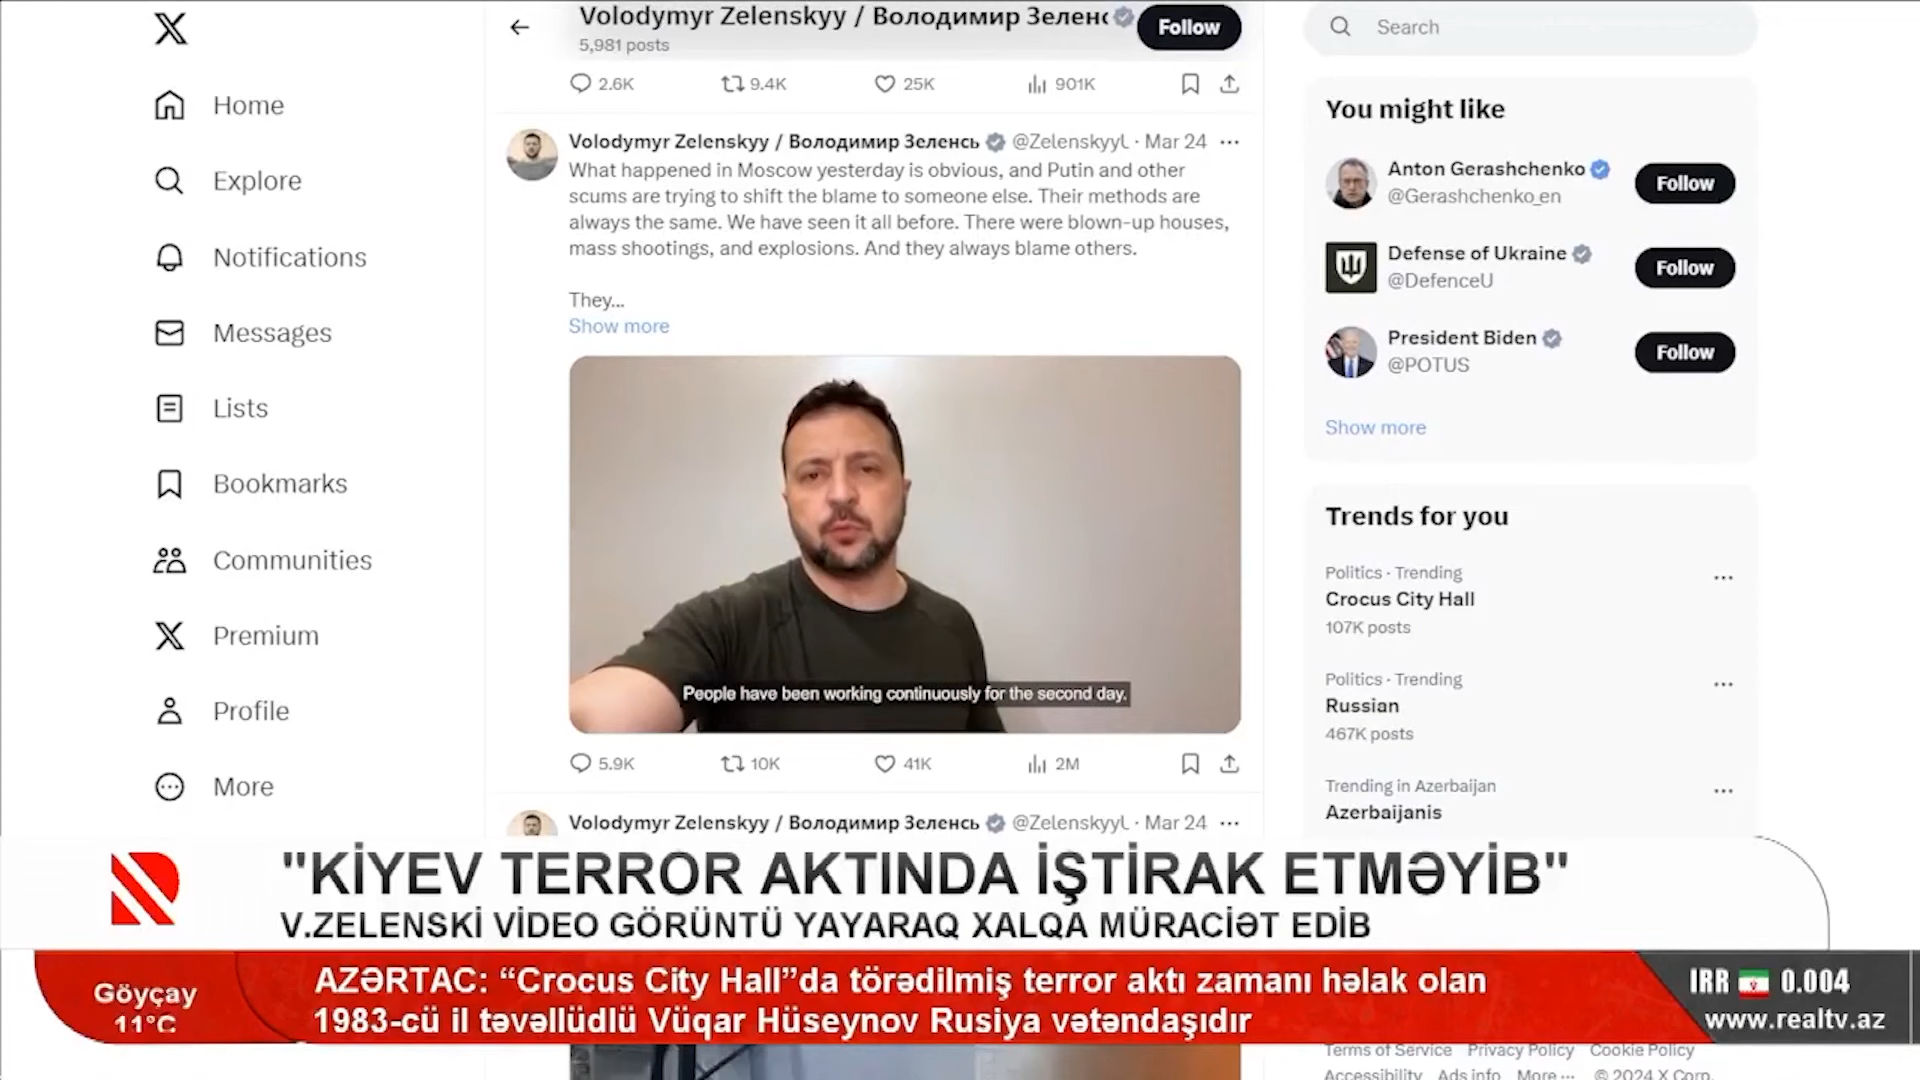 Volodymyr Zelenskyy / Володимир Зеленс
Follow
5,981 posts
2.6K 9.4K 25K 901K
Home
Explore
Notifications
Messages
Lists
Bookmarks
Communities
Premium
Profile
More
Volodymyr Zelenskyy / Володимир Зеленсь @ZelenskyyU · Mar 24
What happened in Moscow yesterday is obvious, and Putin and other
scums are trying to shift the blame to someone else. Their methods are
always the same. We have seen it all before. There were blown-up houses,
mass shootings, and explosions. And they always blame others.
They...
Show more
People have been working continuously for the second day.
5.9K 10K 41K 2M
Volodymyr Zelenskyy / Володимир Зеленсь @ZelenskyyU · Mar 24
Search
You might like
Anton Gerashchenko
@Gerashchenko_en
Follow
Defense of Ukraine
@DefenceU
Follow
President Biden
@POTUS
Follow
Show more
Trends for you
Politics · Trending
Crocus City Hall
107K posts
Politics · Trending
Russian
467K posts
Trending in Azerbaijan
Azerbaijanis
"KİYEV TERROR AKTINDA İŞTİRAK ETMƏYİB"
V.ZELENSKİ VİDEO GÖRÜNTÜ YAYARAQ XALQA MÜRACİƏT EDİB
Göyçay
11°C
AZƏRTAC: “Crocus City Hall”da törədilmiş terror aktı zamanı həlak olan
1983-cü il təvəllüdlü Vüqar Hüseynov Rusiya vətəndaşıdır
IRR 0.004
www.realtv.az
Terms of Service Privacy Policy Cookie Policy
Accessibility Ads info More ··· © 2024 X Corp.